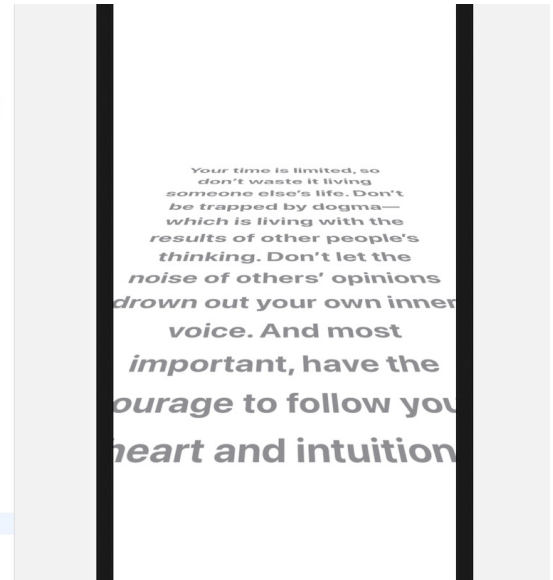 Your time is limited, so
don't waste it living
someone else's life. Don't
be trapped by dogma—
which is living with the
results of other people's
thinking. Don't let the
noise of others' opinions
drown out your own inner
voice. And most
important, have the
ourage to follow you
heart and intuition